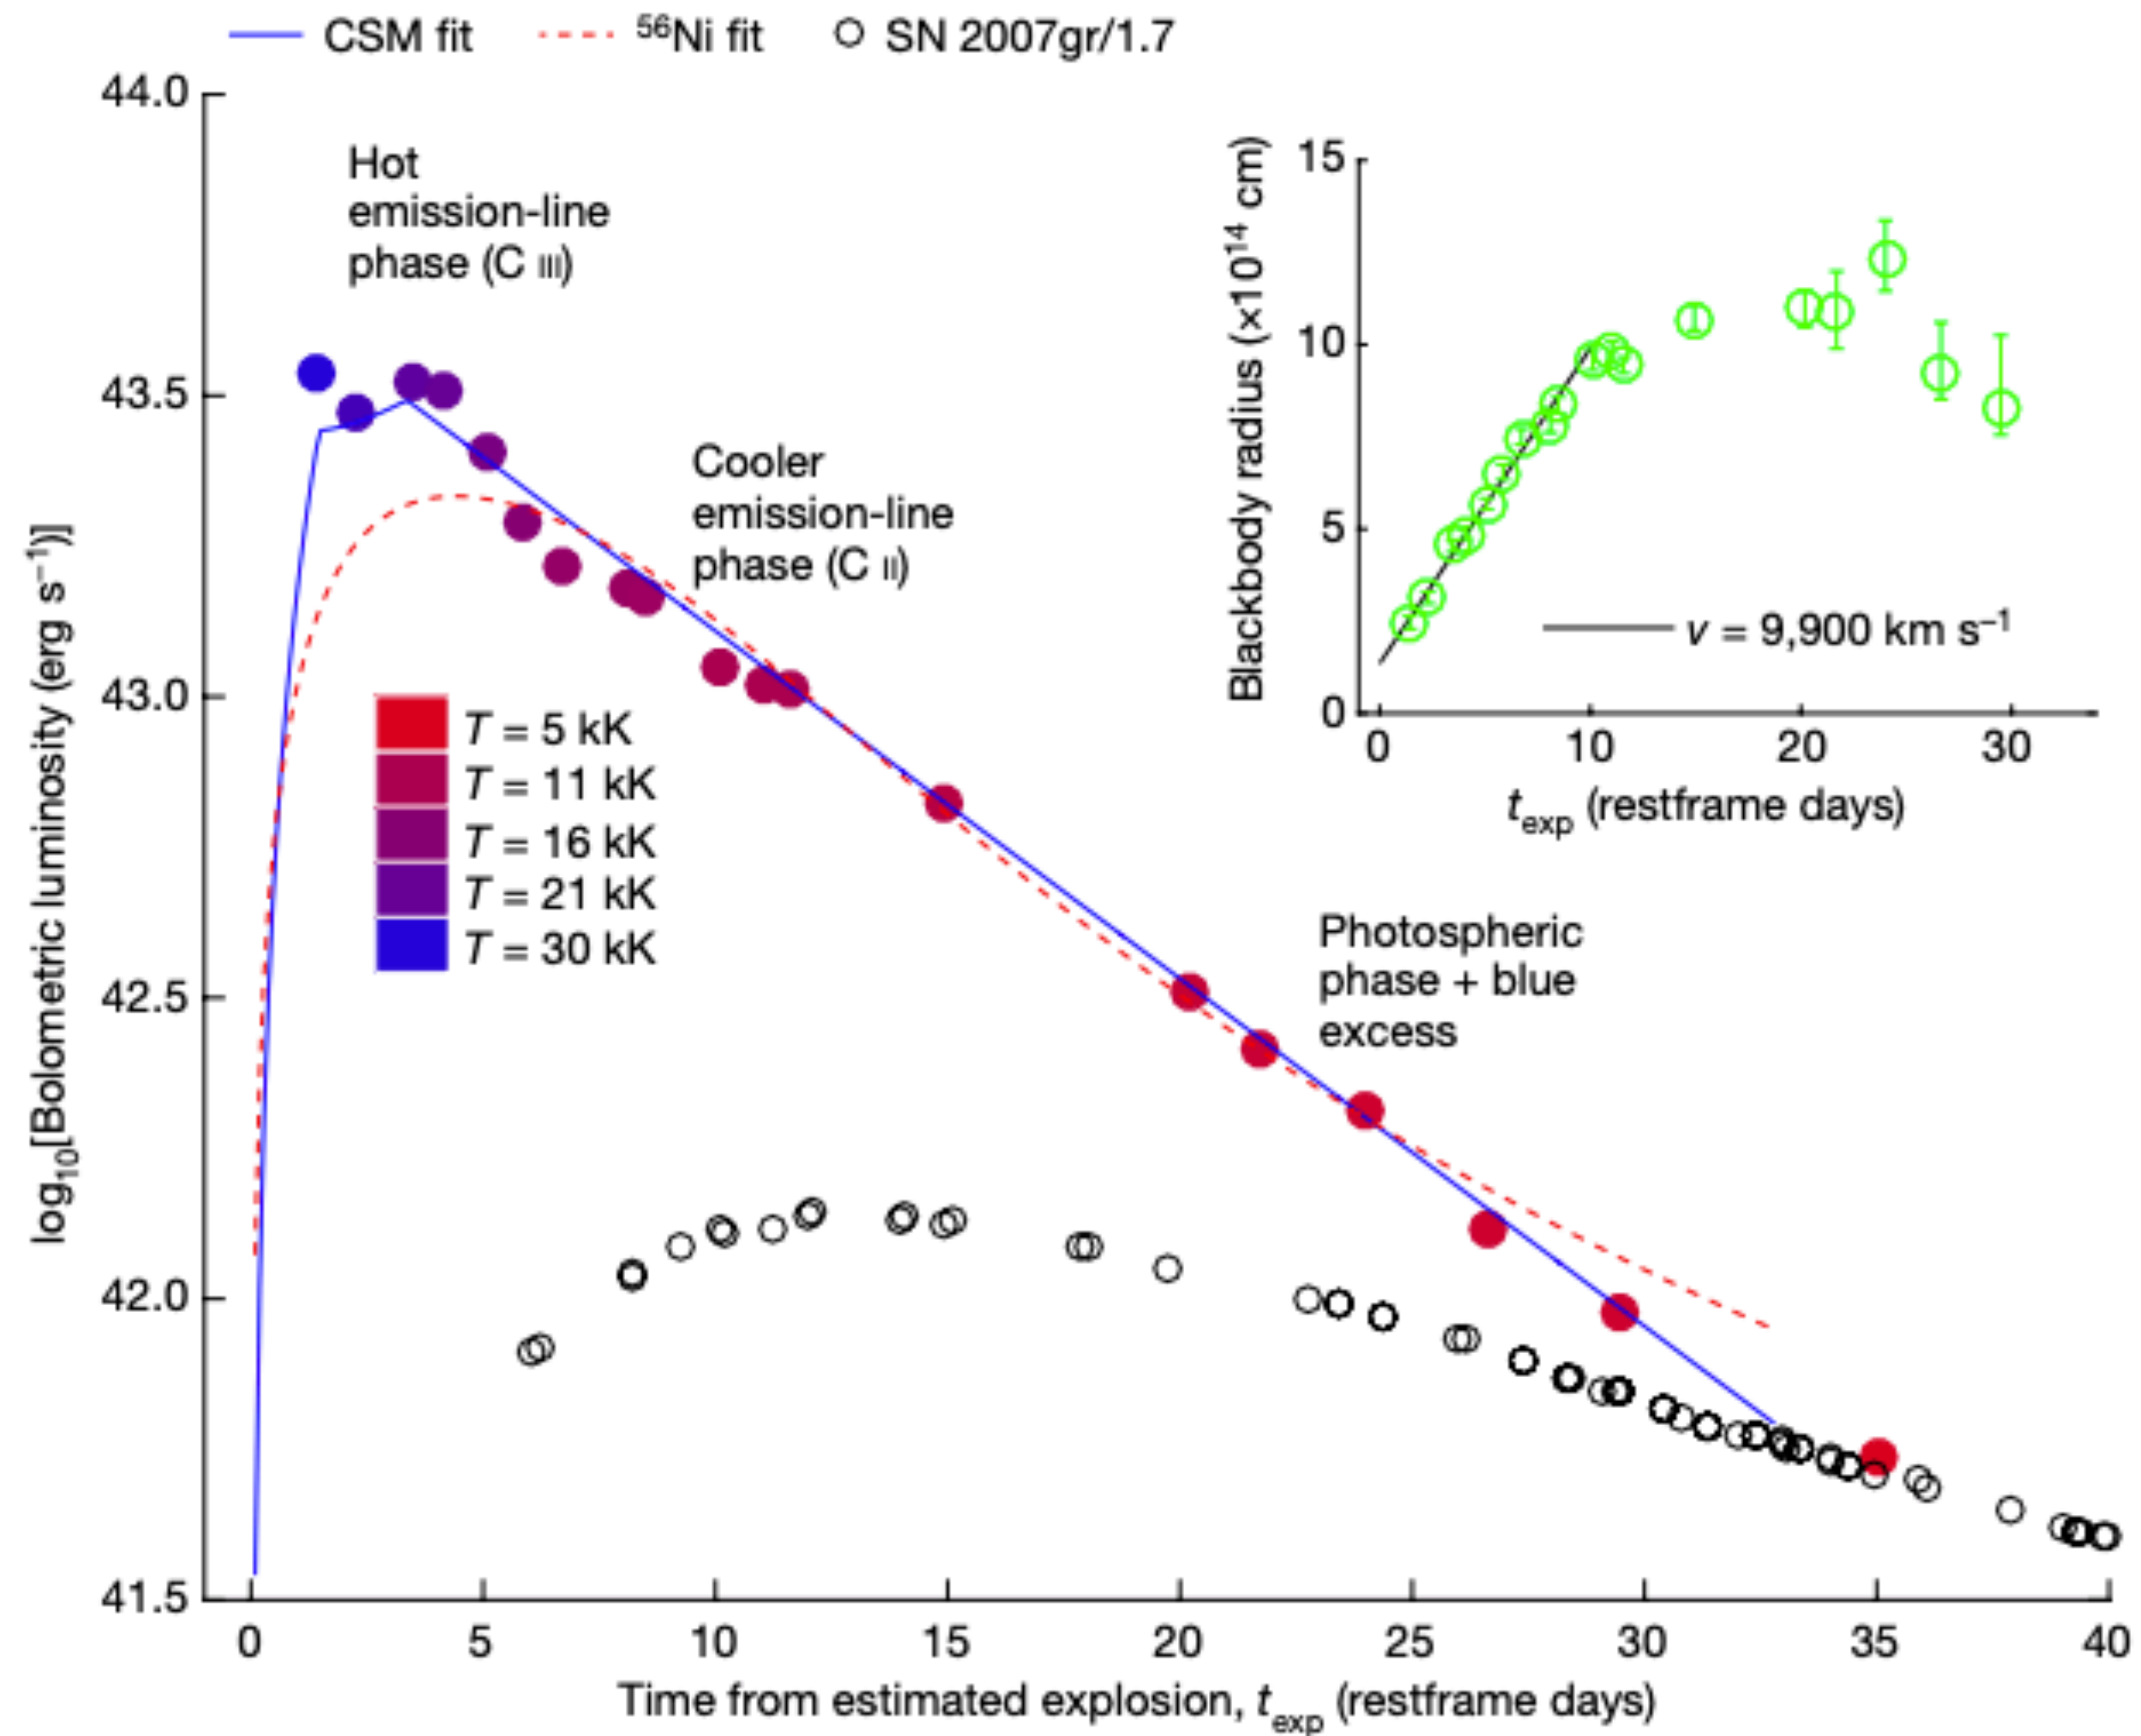 CSM fit
⁵⁶Ni fit
SN 2007gr/1.7
44.0
43.5
43.0
42.5
42.0
41.5
log₁₀[Bolometric luminosity (erg s⁻¹)]
Hot
emission-line
phase (C III)
Cooler
emission-line
phase (C II)
Photospheric
phase + blue
excess
T = 5 kK
T = 11 kK
T = 16 kK
T = 21 kK
T = 30 kK
0
5
10
15
20
25
30
35
40
Time from estimated explosion, t_exp (restframe days)
Blackbody radius (×10¹⁴ cm)
15
10
5
0
v = 9,900 km s⁻¹
0
10
20
30
t_exp (restframe days)